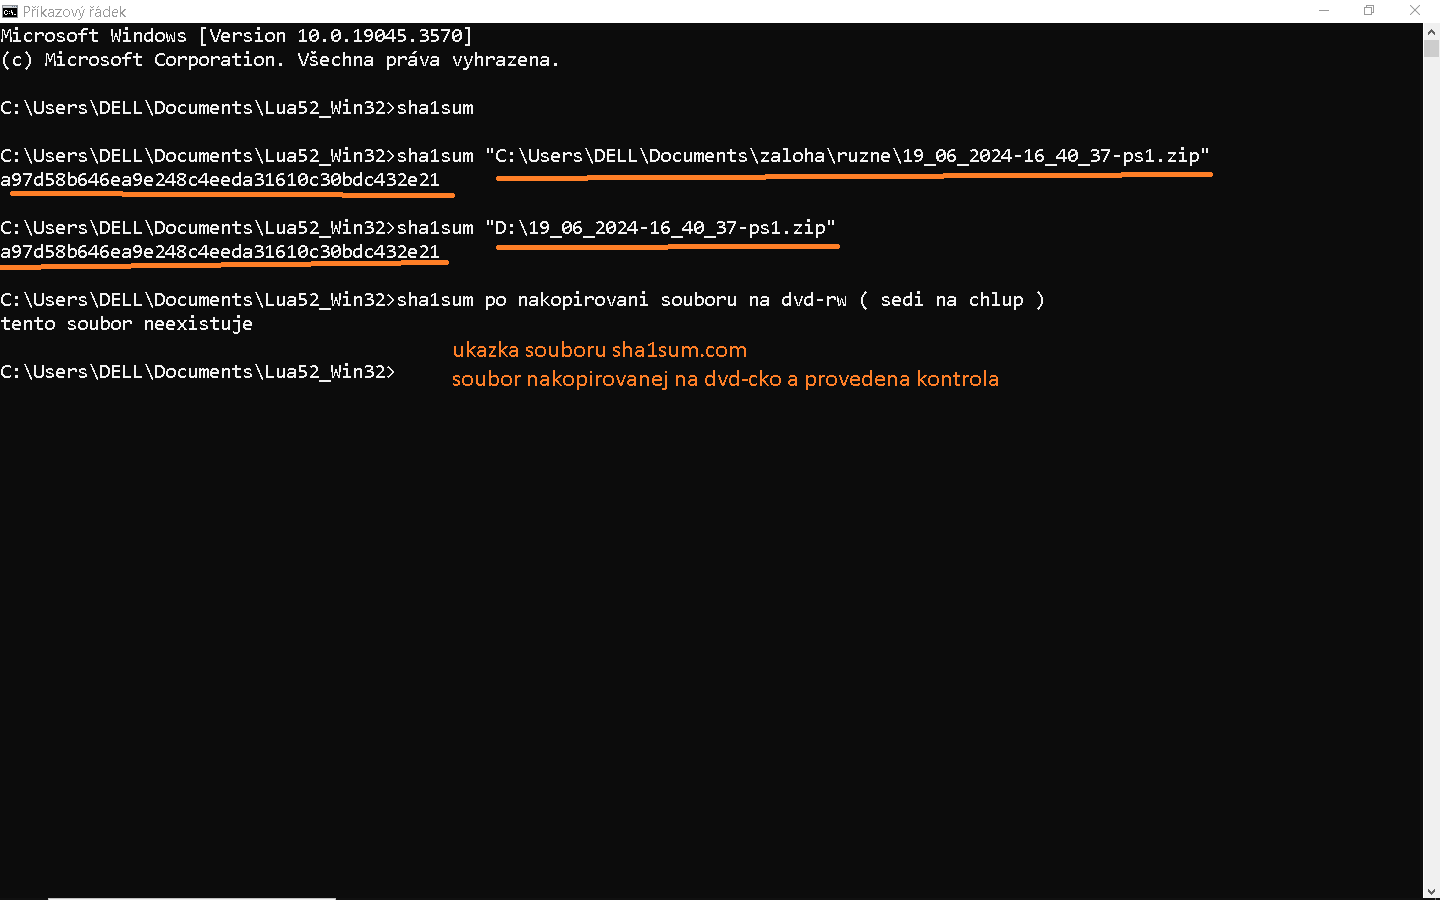 Příkazový řádek
Microsoft Windows [Version 10.0.19045.3570]
(c) Microsoft Corporation. Všechna práva vyhrazena.
C:\Users\DELL\Documents\Lua52_Win32>sha1sum
C:\Users\DELL\Documents\Lua52_Win32>sha1sum "C:\Users\DELL\Documents\zaloha\ruzne\19_06_2024-16_40_37-ps1.zip"
a97d58b646ea9e248c4eeda31610c30bdc432e21
C:\Users\DELL\Documents\Lua52_Win32>sha1sum "D:\19_06_2024-16_40_37-ps1.zip"
a97d58b646ea9e248c4eeda31610c30bdc432e21
C:\Users\DELL\Documents\Lua52_Win32>sha1sum po nakopirovani souboru na dvd-rw ( sedi na chlup )
tento soubor neexistuje
ukazka souboru sha1sum.com
C:\Users\DELL\Documents\Lua52_Win32>
soubor nakopirovanej na dvd-cko a provedena kontrola